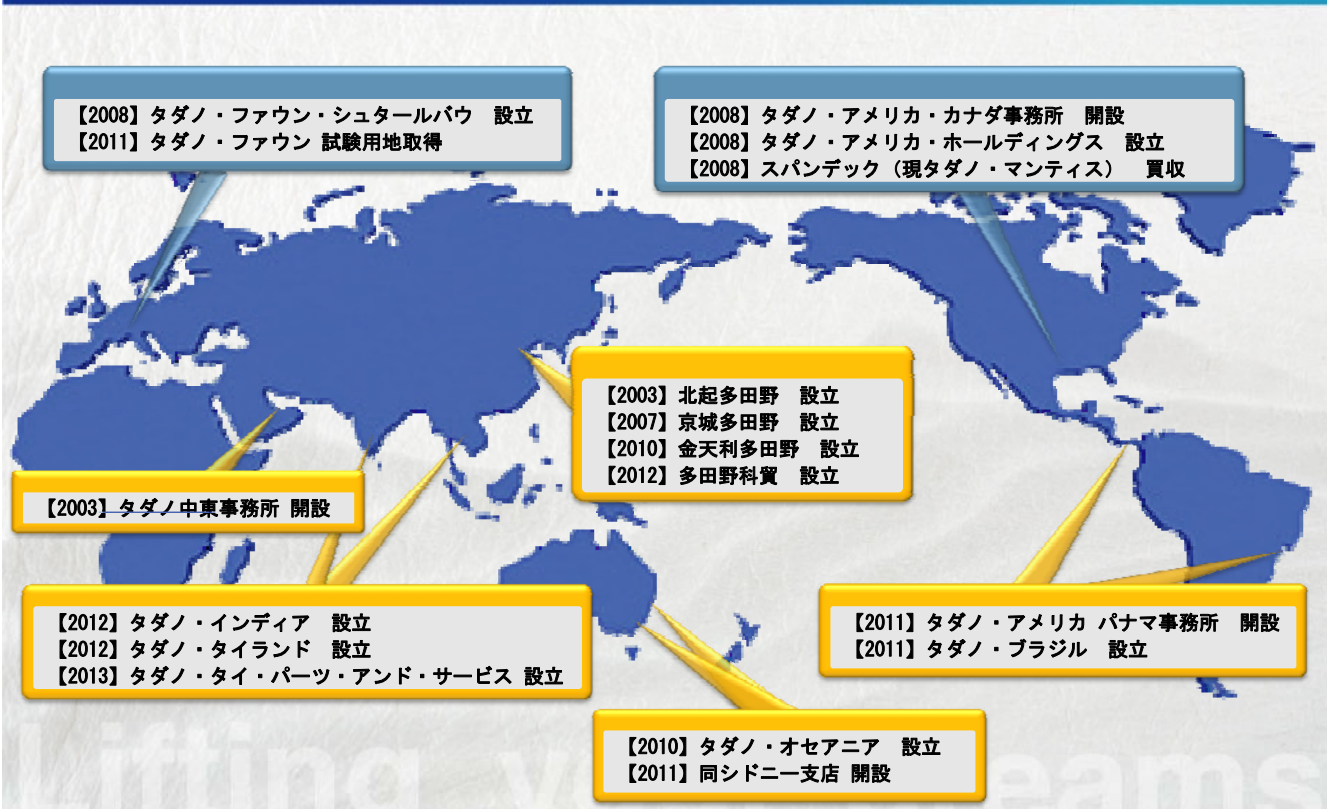 【2008】タダノ・ファウン・シュタールバウ　設立
【2011】タダノ・ファウン 試験用地取得
【2008】タダノ・アメリカ・カナダ事務所　開設
【2008】タダノ・アメリカ・ホールディングス　設立
【2008】スパンデック（現タダノ・マンティス）　買収
【2003】北起多田野　設立
【2007】京城多田野　設立
【2010】金天利多田野　設立
【2012】多田野科貿　設立
【2003】タダノ中東事務所 開設
【2012】タダノ・インディア　設立
【2012】タダノ・タイランド　設立
【2013】タダノ・タイ・パーツ・アンド・サービス 設立
【2011】タダノ・アメリカ パナマ事務所　開設
【2011】タダノ・ブラジル　設立
【2010】タダノ・オセアニア　設立
【2011】同シドニー支店 開設
Lifting